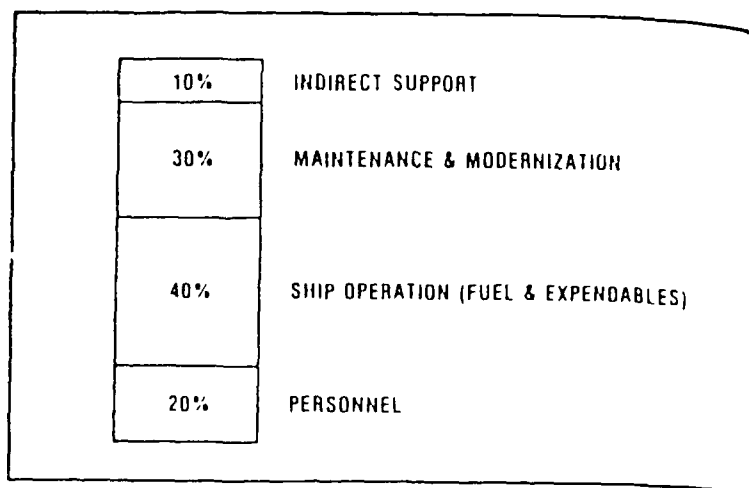 10% INDIRECT SUPPORT
30% MAINTENANCE & MODERNIZATION
40% SHIP OPERATION (FUEL & EXPENDABLES)
20% PERSONNEL